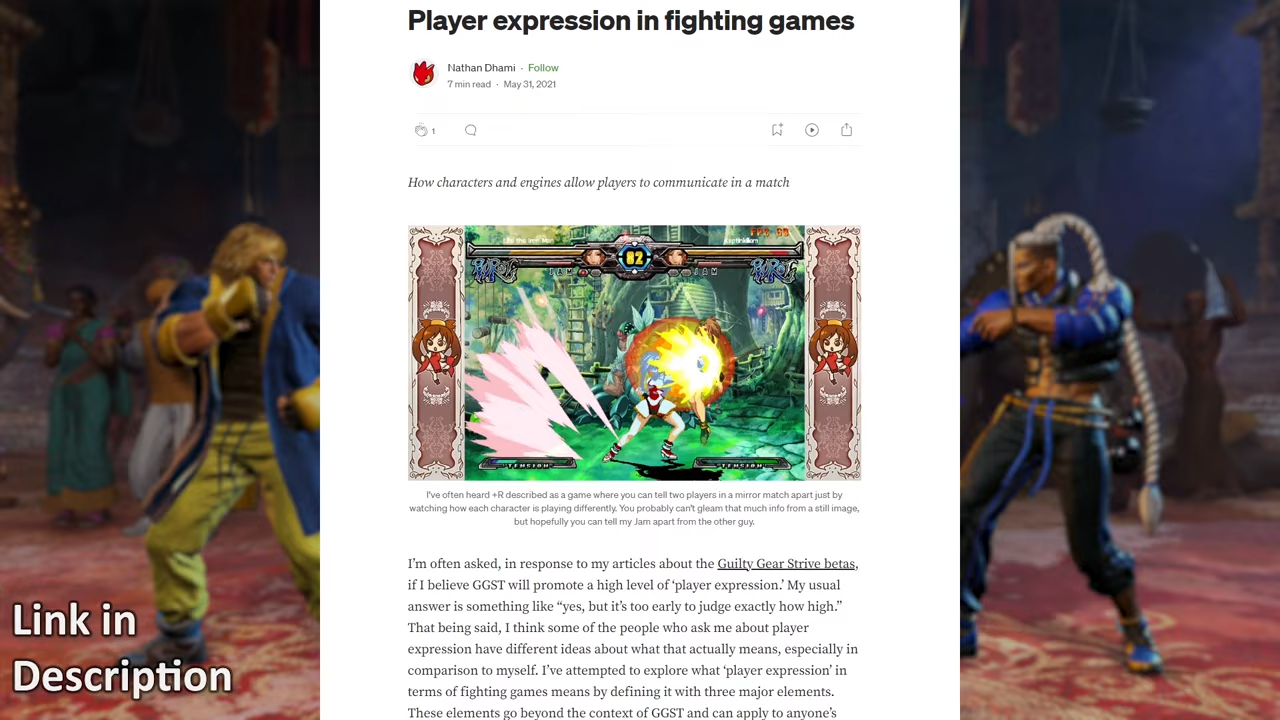 Player expression in fighting games
Nathan Dhami · Follow
7 min read · May 31, 2021
1
How characters and engines allow players to communicate in a match
82
JAM
JAM
TENSION
TENSION
I've often heard +R described as a game where you can tell two players in a mirror match apart just by
watching how each character is playing differently. You probably can't gleam that much info from a still image,
but hopefully you can tell my Jam apart from the other guy.
I'm often asked, in response to my articles about the Guilty Gear Strive betas,
if I believe GGST will promote a high level of ‘player expression.’ My usual
answer is something like “yes, but it's too early to judge exactly how high.”
That being said, I think some of the people who ask me about player
expression have different ideas about what that actually means, especially in
comparison to myself. I've attempted to explore what ‘player expression’ in
terms of fighting games means by defining it with three major elements.
These elements go beyond the context of GGST and can apply to anyone's
Link in
Description